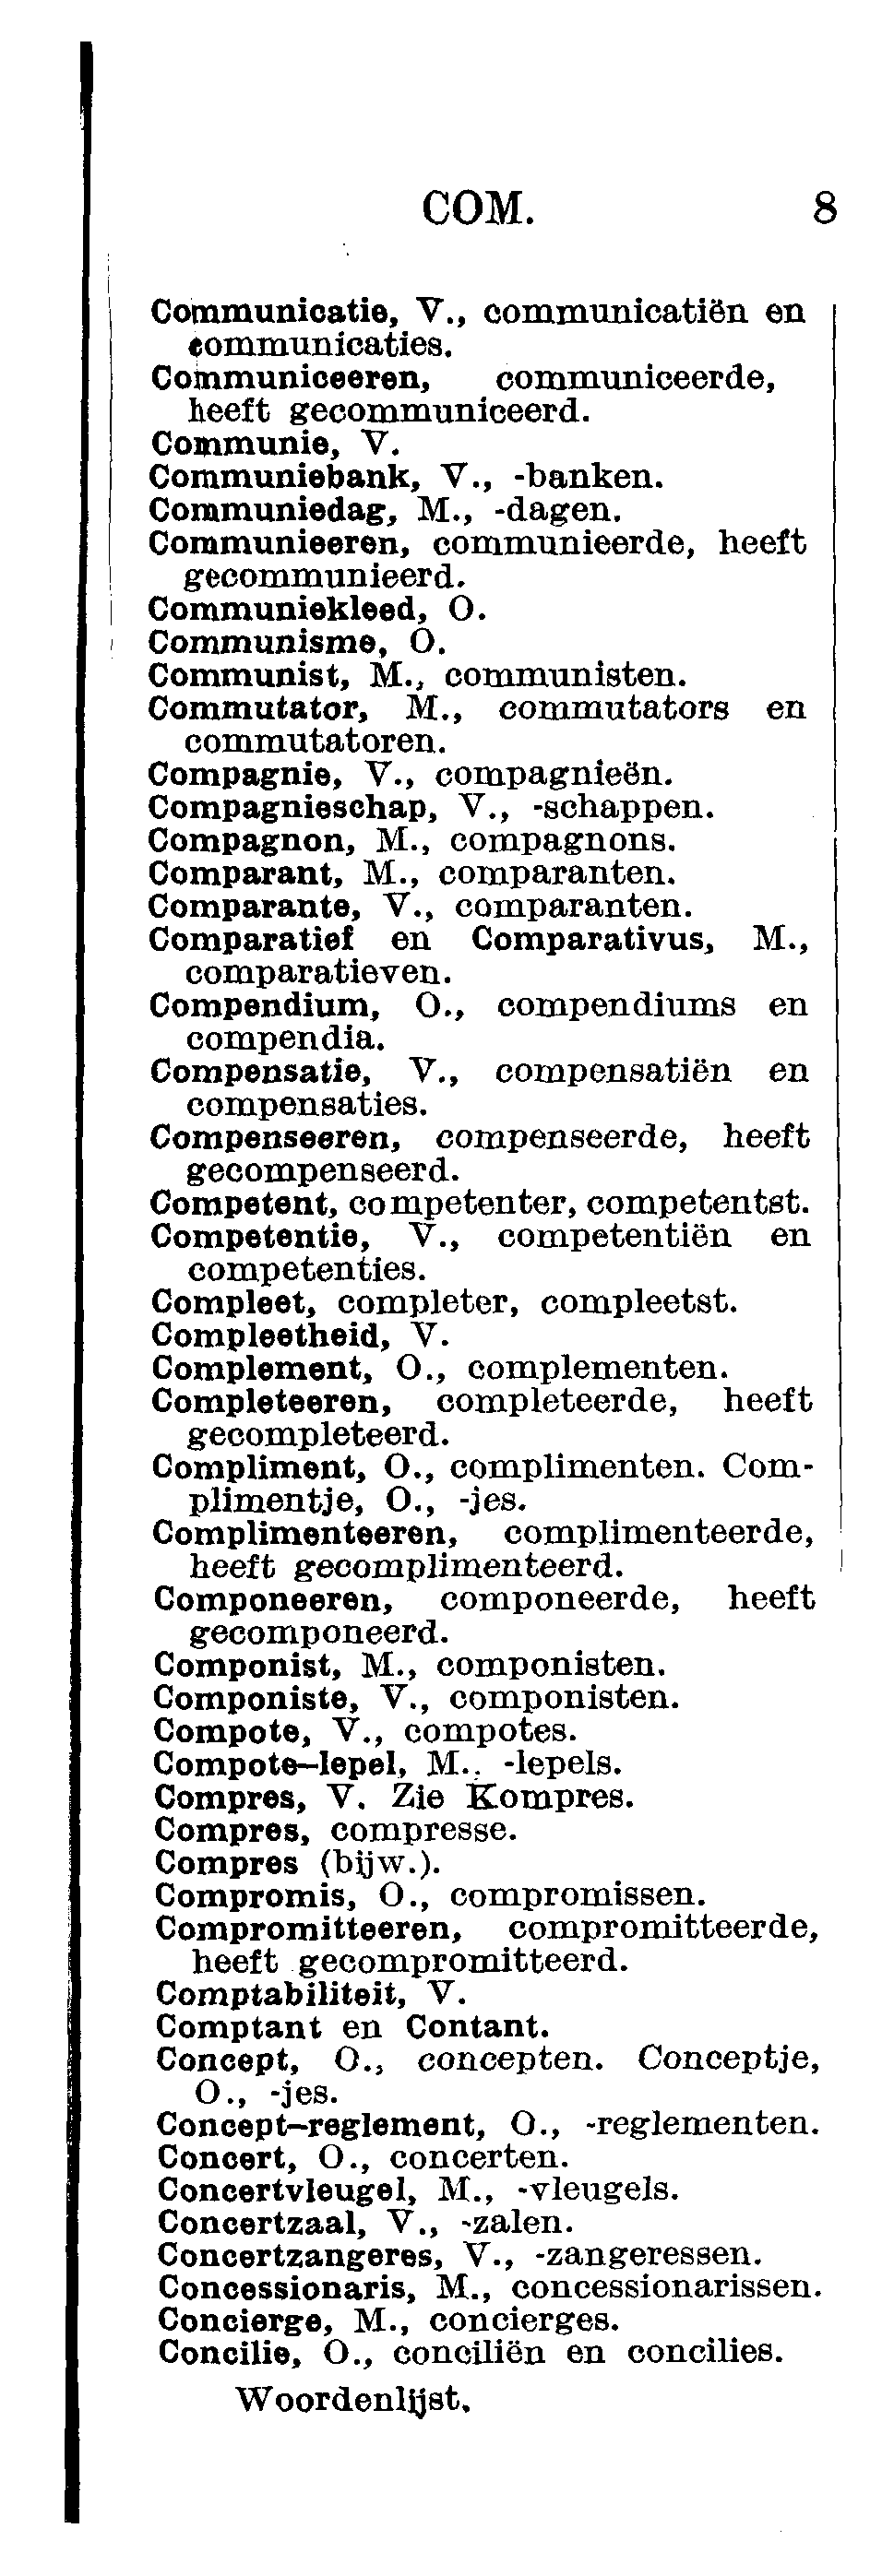 COM. 8
Communicatie, V., communicatiën en
communicaties.
Communiceeren, communiceerde,
heeft gecommuniceerd.
Communie, V.
Communiebank, V., -banken.
Communiedag, M., -dagen.
Communieeren, communieerde, heeft
gecommunieerd.
Communiekleed, O.
Communisme, O.
Communist, M., communisten.
Commutator, M., commutators en
commutatoren.
Compagnie, V., compagnieën.
Compagnieschap, V., -schappen.
Compagnon, M., compagnons.
Comparant, M., comparanten.
Comparante, V., comparanten.
Comparatief en Comparativus, M.,
comparatieven.
Compendium, O., compendiums en
compendia.
Compensatie, V., compensatiën en
compensaties.
Compenseeren, compenseerde, heeft
gecompenseerd.
Competent, competenter, competentst.
Competentie, V., competentiën en
competenties.
Compleet, completer, compleetst.
Compleetheid, V.
Complement, O., complementen.
Completeeren, completeerde, heeft
gecompleteerd.
Compliment, O., complimenten. Com-
plimentje, O., -jes.
Complimenteeren, complimenteerde,
heeft gecomplimenteerd.
Componeeren, componeerde, heeft
gecomponeerd.
Componist, M., componisten.
Componiste, V., componisten.
Compote, V., compotes.
Compote-lepel, M., -lepels.
Compres, V. Zie Kompres.
Compres, compresse.
Compres (bijw.).
Compromis, O., compromissen.
Compromitteeren, compromitteerde,
heeft gecompromitteerd.
Comptabiliteit, V.
Comptant en Contant.
Concept, O., concepten. Conceptje,
O., -jes.
Concept-reglement, O., -reglementen.
Concert, O., concerten.
Concertvleugel, M., -vleugels.
Concertzaal, V., -zalen.
Concertzangeres, V., -zangeressen.
Concessionaris, M., concessionarissen.
Concierge, M., concierges.
Concilie, O., conciliën en concilies.
Woordenlijst.